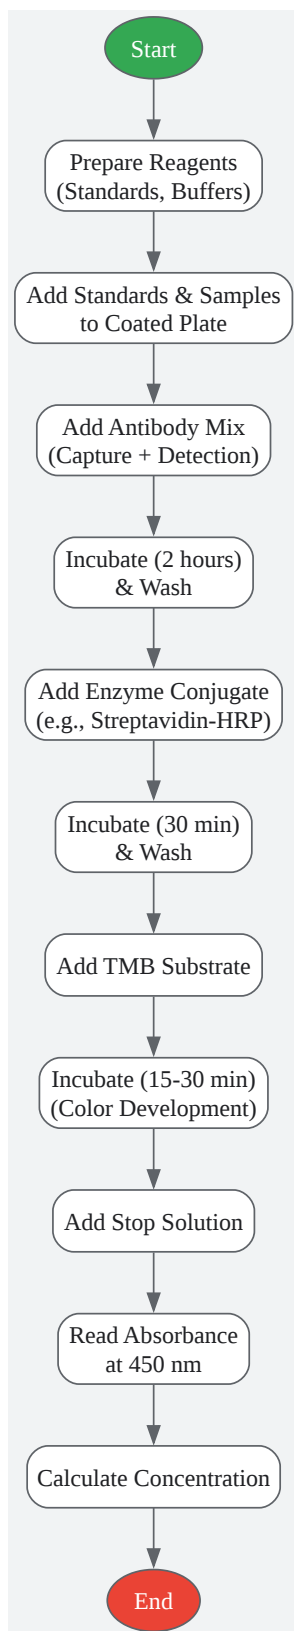 Start
Prepare Reagents
(Standards, Buffers)
Add Standards & Samples
to Coated Plate
Add Antibody Mix
(Capture + Detection)
Incubate (2 hours)
& Wash
Add Enzyme Conjugate
(e.g., Streptavidin-HRP)
Incubate (30 min)
& Wash
Add TMB Substrate
Incubate (15-30 min)
(Color Development)
Add Stop Solution
Read Absorbance
at 450 nm
Calculate Concentration
End